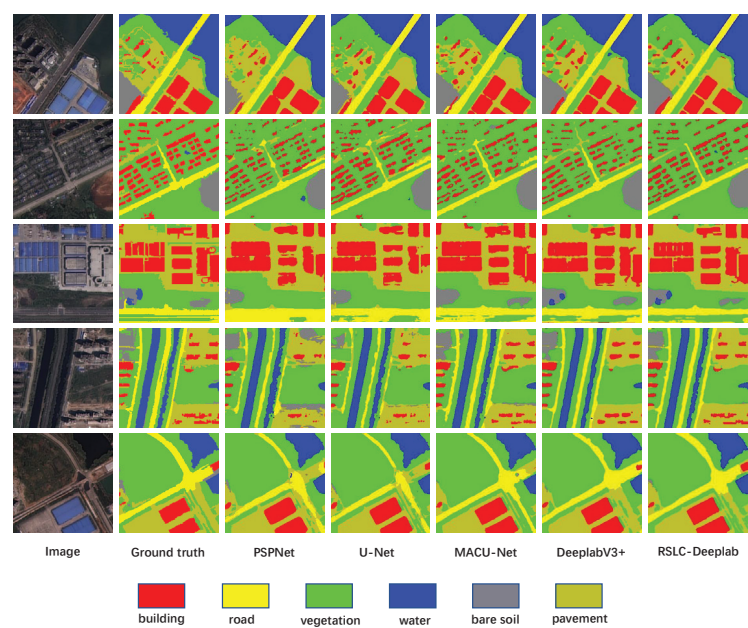 Image Ground truth PSPNet U-Net MACU-Net DeeplabV3+ RSLC-Deeplab
building road vegetation water bare soil pavement